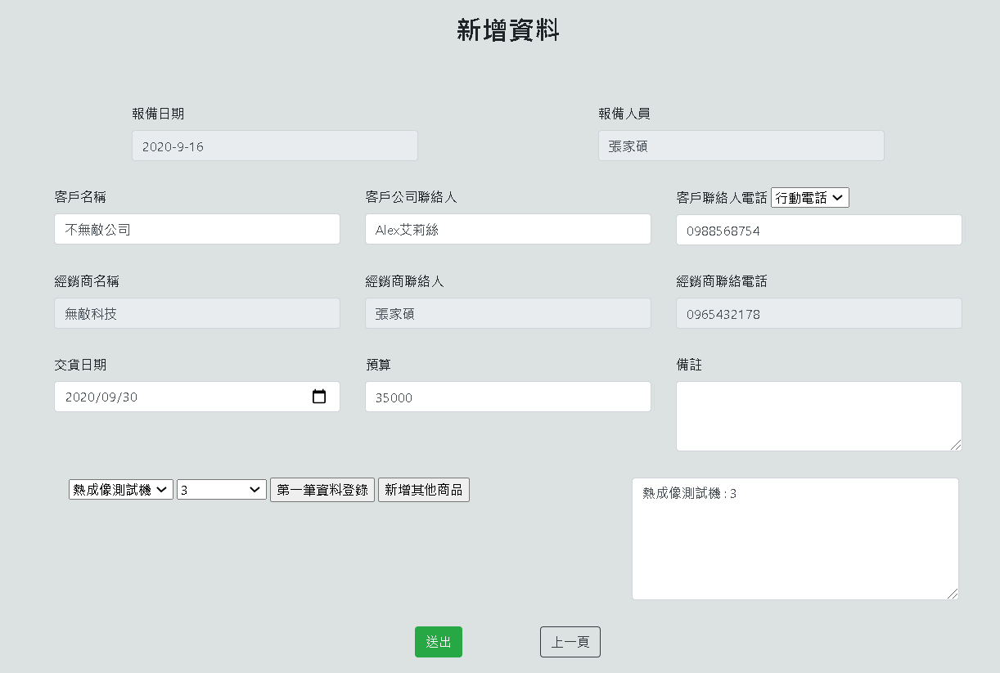 新增資料
報備日期 報備人員
2020-9-16 張家碩
客戶名稱 客戶公司聯絡人 客戶聯絡人電話 行動電話
不無敵公司 Alex艾莉絲 0988568754
經銷商名稱 經銷商聯絡人 經銷商聯絡電話
無敵科技 張家碩 0965432178
交貨日期 預算 備註
2020/09/30 35000
熱成像測試機 3 第一筆資料登錄 新增其他商品 熱成像測試機 : 3
送出 上一頁